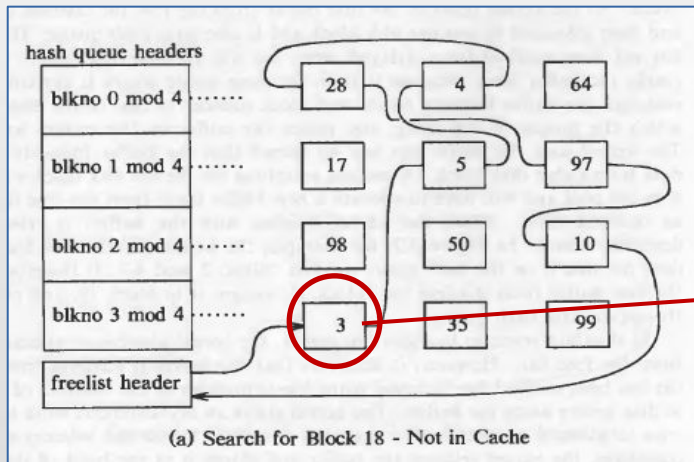 hash queue headers
blkno 0 mod 4 28 4 64
blkno 1 mod 4 17 5 97
blkno 2 mod 4 98 50 10
blkno 3 mod 4 ........ 3 35 99
freelist header
(a) Search for Block 18 - Not in Cache